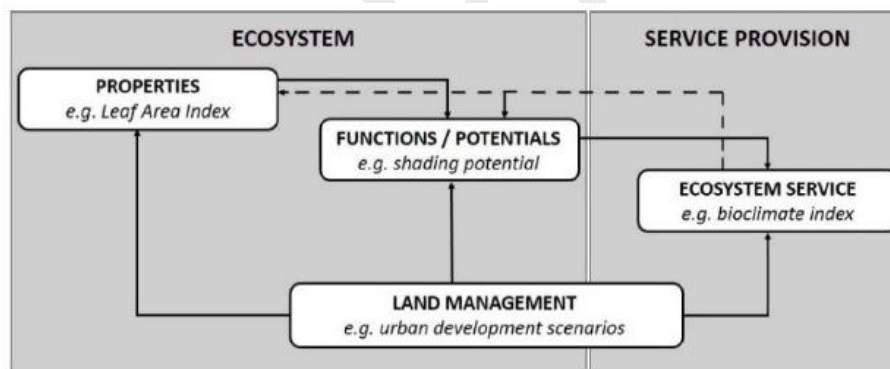 ECOSYSTEM
SERVICE PROVISION
PROPERTIES
e.g. Leaf Area Index
FUNCTIONS / POTENTIALS
e.g. shading potential
ECOSYSTEM SERVICE
e.g. bioclimate index
LAND MANAGEMENT
e.g. urban development scenarios